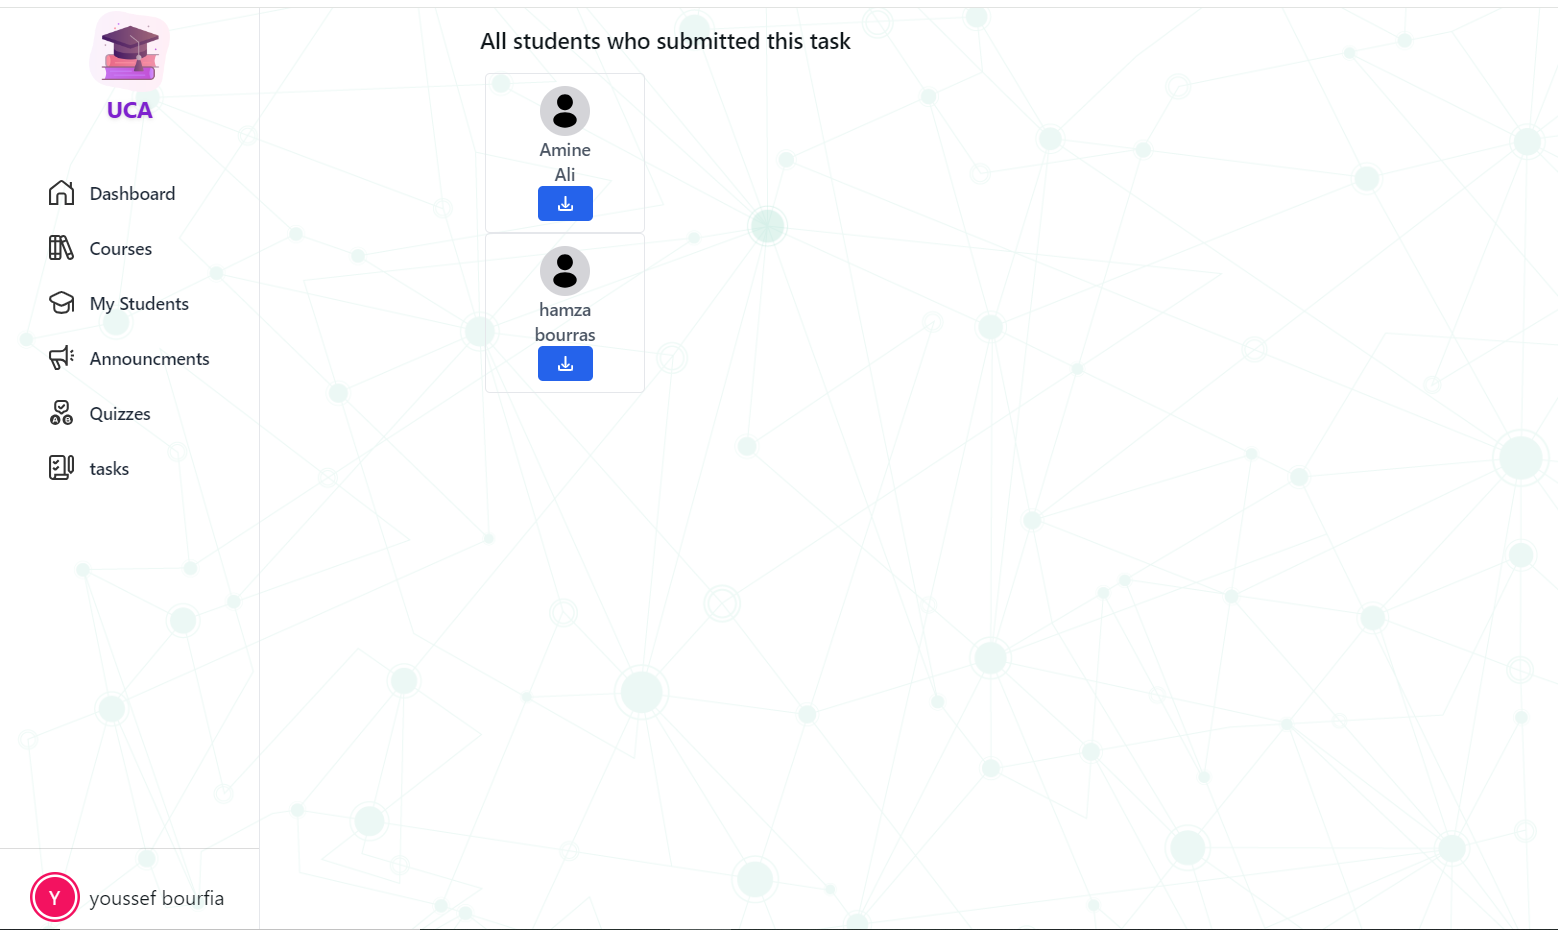 UCA
Dashboard
Courses
My Students
Announcments
Quizzes
tasks
Y
youssef bourfia
All students who submitted this task
Amine
Ali
hamza
bourras